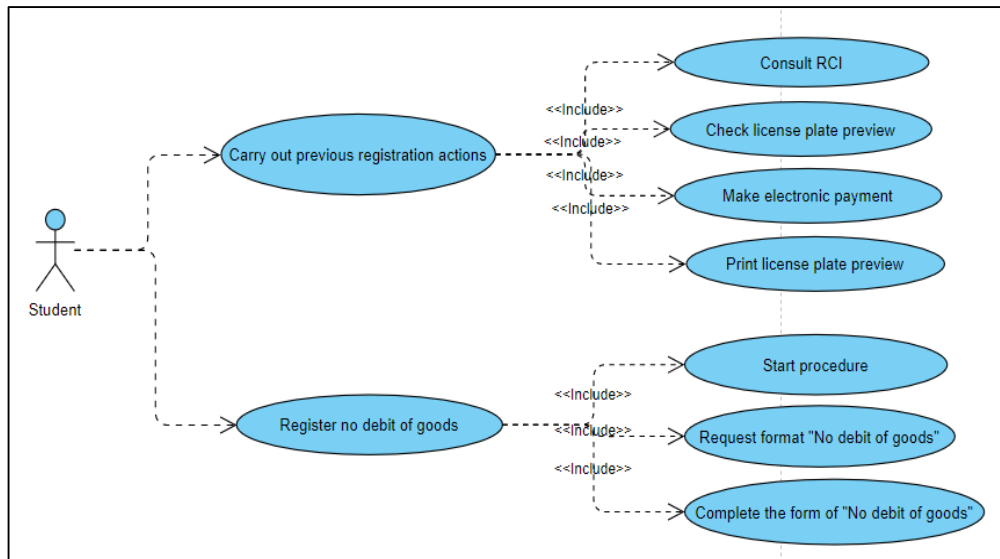 Consult RCI
<<Include>>
Check license plate preview
<<Include>>
Carry out previous registration actions
<<Include>>
Make electronic payment
<<Include>>
Print license plate preview
Student
Start procedure
<<Include>>
Register no debit of goods
<<Include>>
Request format "No debit of goods"
<<Include>>
Complete the form of "No debit of goods"